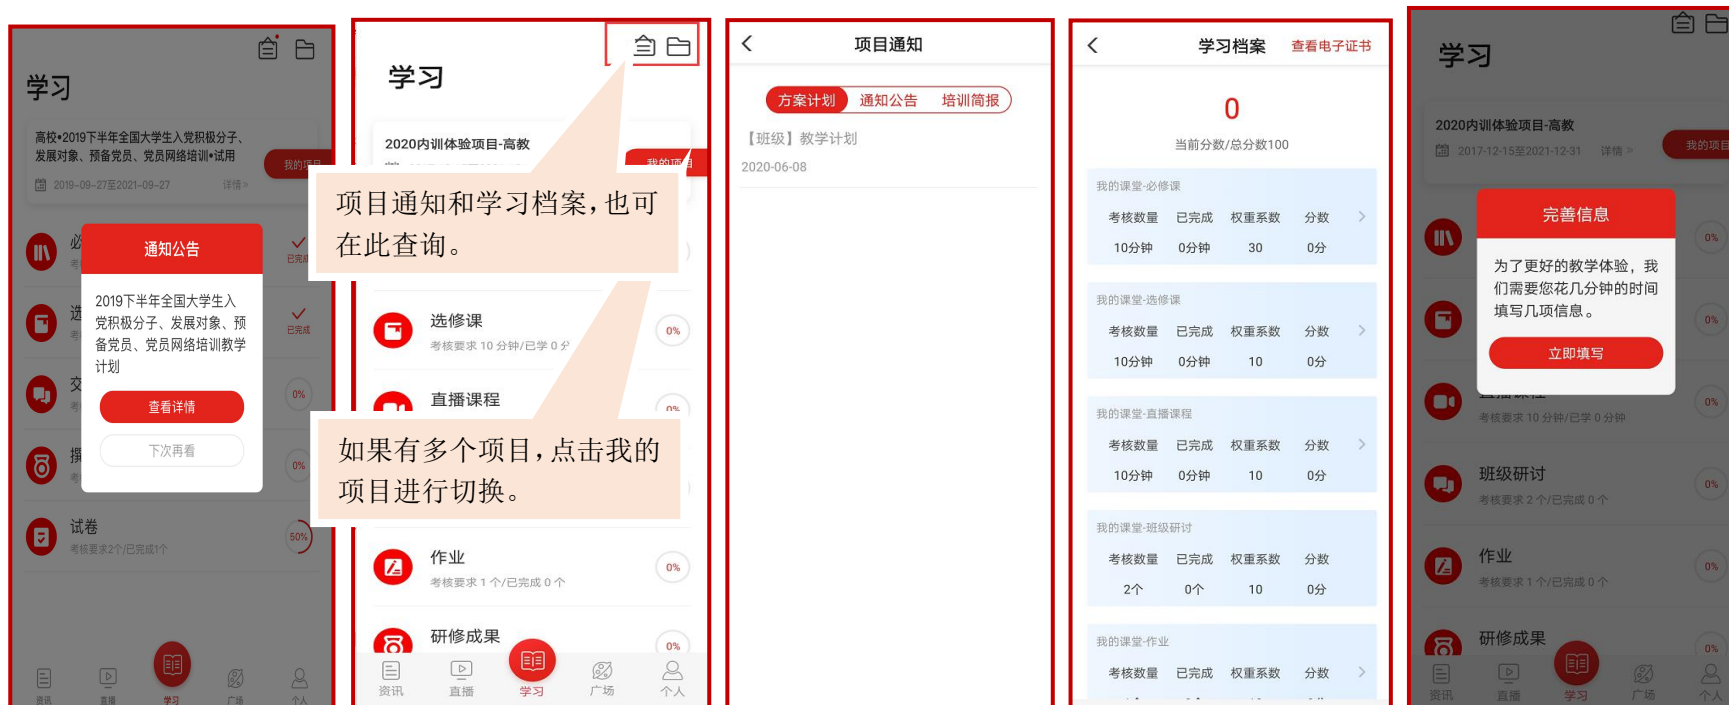 学习
高校•2019下半年全国大学生入党积极分子、
发展对象、预备党员、党员网络培训•试用
我的项目
2019-09-27至2021-09-27 详情>
通知公告
2019下半年全国大学生入
党积极分子、发展对象、预
备党员、党员网络培训教学
计划
查看详情
下次再看
已完成
已完成
0%
0%
试卷
考核要求2个/已完成1个
50%
资讯 直播 学习 广场 个人
学习
2020内训体验项目-高教
我的项目
项目通知和学习档案,也可
在此查询。
选修课
考核要求 10 分钟/已学 0 分
0%
直播课程
0%
如果有多个项目,点击我的
项目进行切换。
作业
考核要求 1 个/已完成 0 个
0%
研修成果
0%
资讯 直播 学习 广场 个人
项目通知
方案计划 通知公告 培训简报
【班级】教学计划
2020-06-08
学习档案 查看电子证书
0
当前分数/总分数100
我的课堂-必修课
考核数量 已完成 权重系数 分数
10分钟 0分钟 30 0分
我的课堂-选修课
考核数量 已完成 权重系数 分数
10分钟 0分钟 10 0分
我的课堂-直播课程
考核数量 已完成 权重系数 分数
10分钟 0分钟 10 0分
我的课堂-班级研讨
考核数量 已完成 权重系数 分数
2个 0个 10 0分
我的课堂-作业
考核数量 已完成 权重系数 分数
学习
2020内训体验项目-高教
2017-12-15至2021-12-31 详情>
我的项目
完善信息
为了更好的教学体验，我
们需要您花几分钟的时间
填写几项信息。
立即填写
0%
0%
直播课程
考核要求 10 分钟/已学 0 分钟
0%
班级研讨
考核要求 2 个/已完成 0 个
0%
作业
考核要求 1 个/已完成 0 个
0%
研修成果
0%
资讯 直播 学习 广场 个人